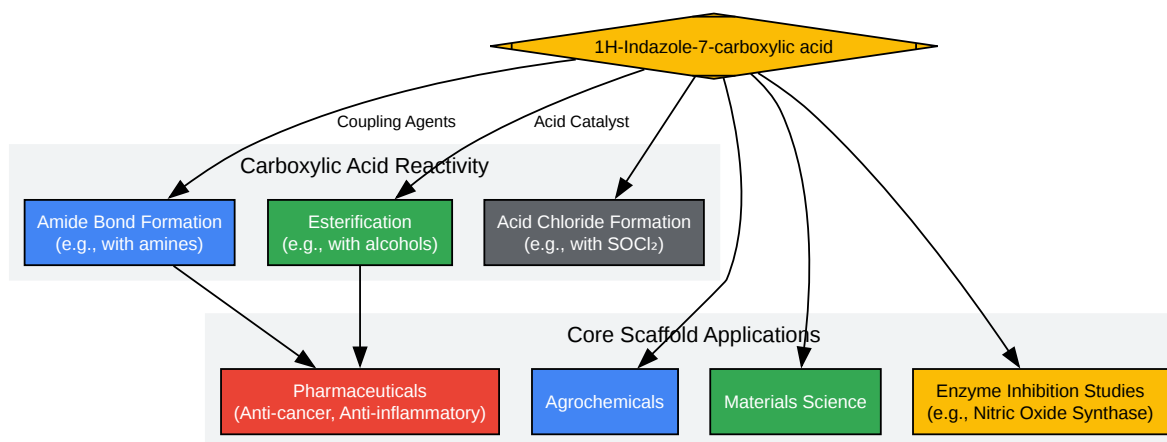 1H-Indazole-7-carboxylic acid
Coupling Agents
Acid Catalyst
Carboxylic Acid Reactivity
Amide Bond Formation
(e.g., with amines)
Esterification
(e.g., with alcohols)
Acid Chloride Formation
(e.g., with SOCl₂)
Core Scaffold Applications
Pharmaceuticals
(Anti-cancer, Anti-inflammatory)
Agrochemicals
Materials Science
Enzyme Inhibition Studies
(e.g., Nitric Oxide Synthase)